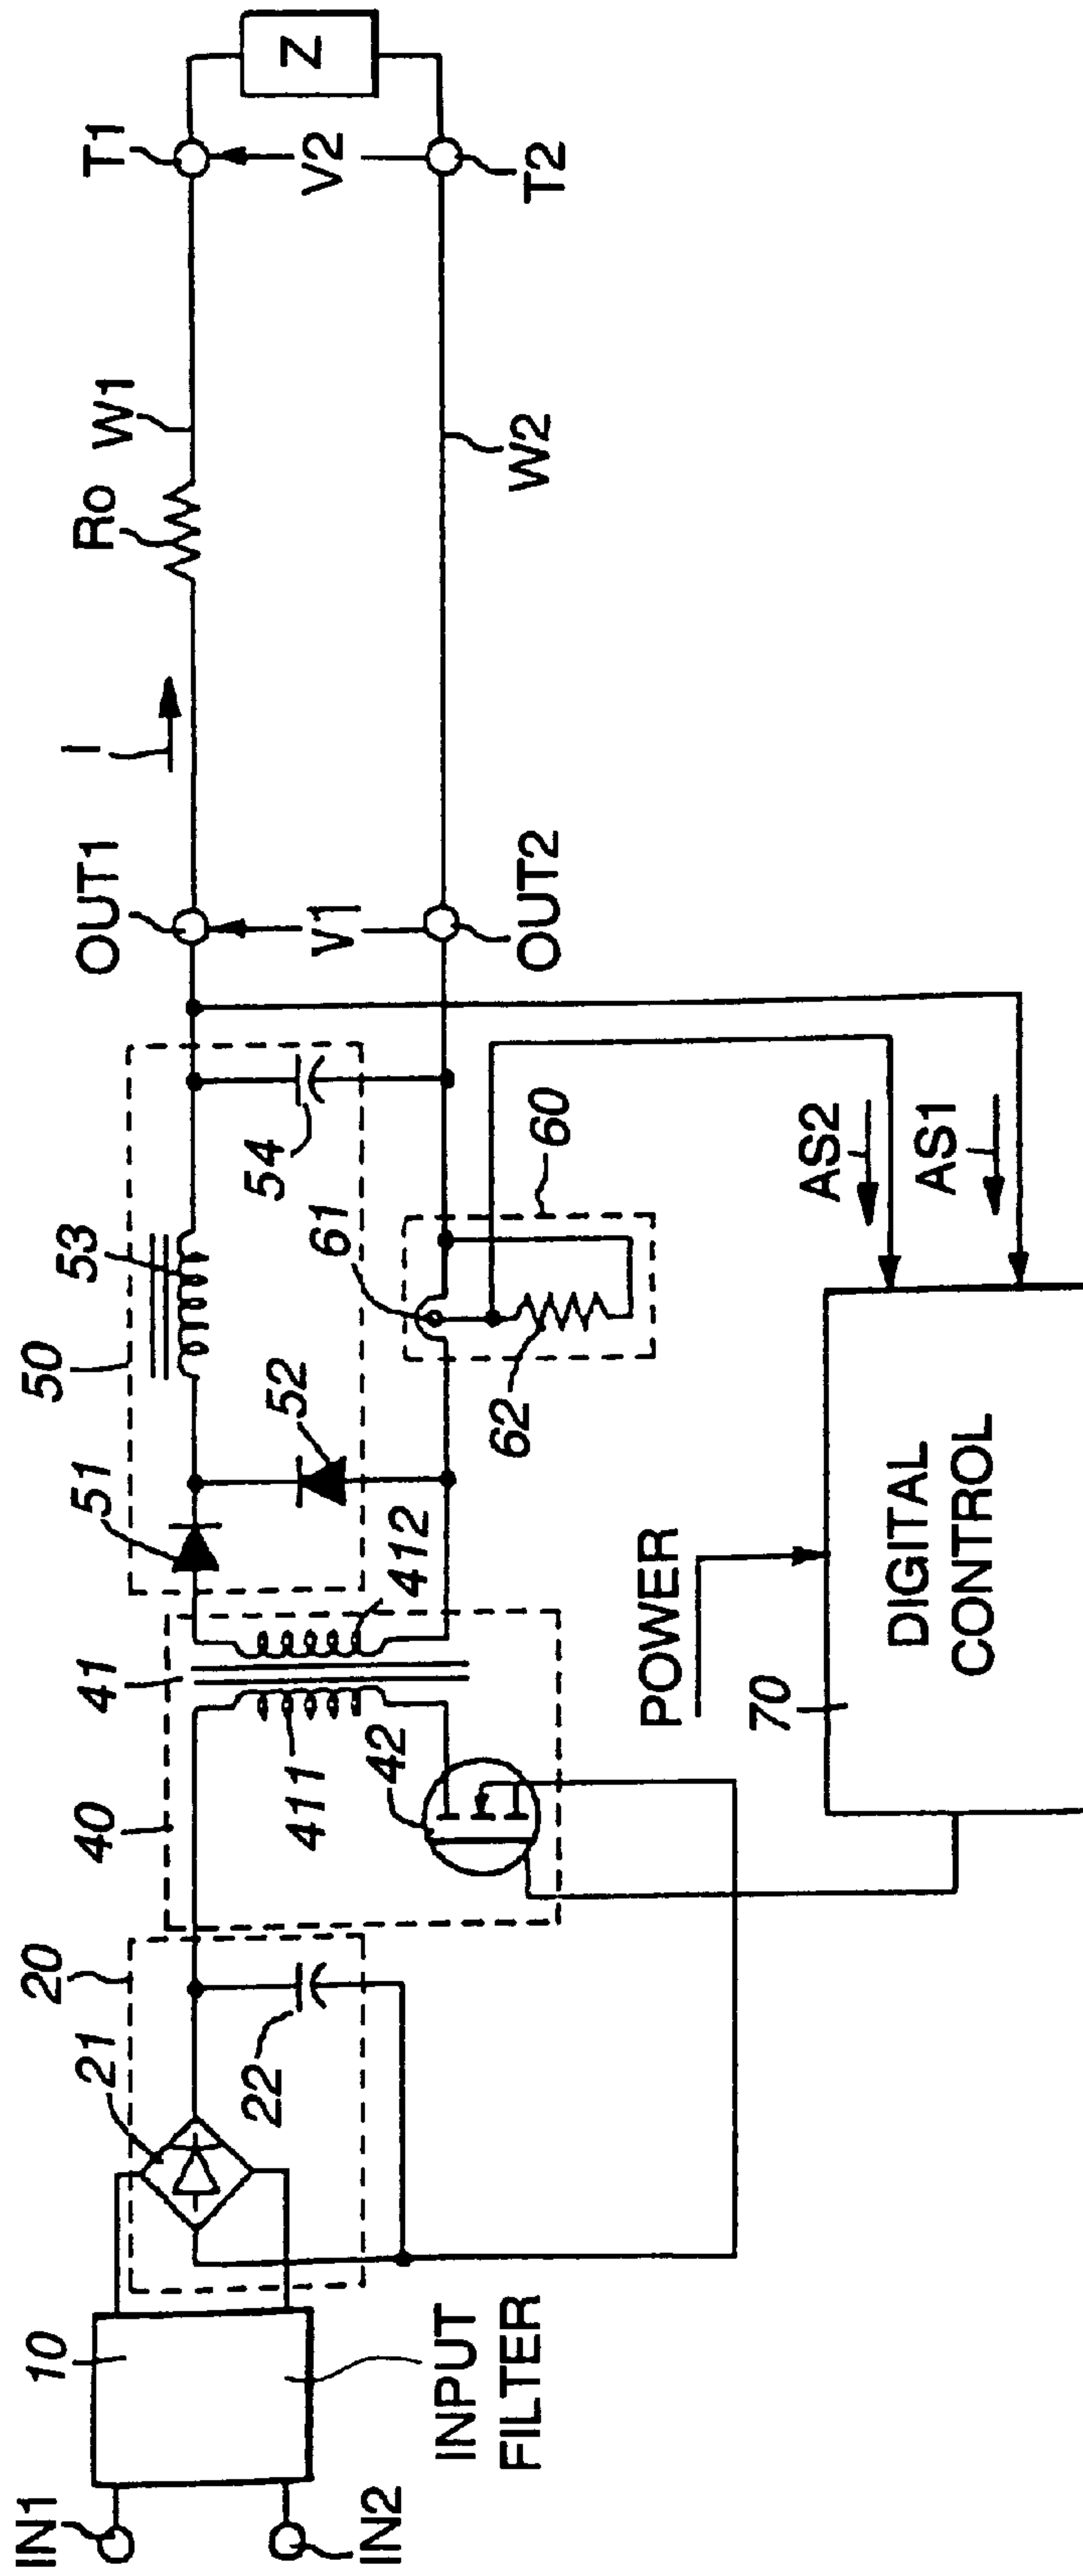 IN1
IN2
10
INPUT
FILTER
20
21
22
40
41
411
412
42
50
51
52
53
54
60
61
62
OUT1
V1
OUT2
I
Ro
W1
W2
T1
V2
T2
Z
POWER
70
DIGITAL
CONTROL
AS2
AS1